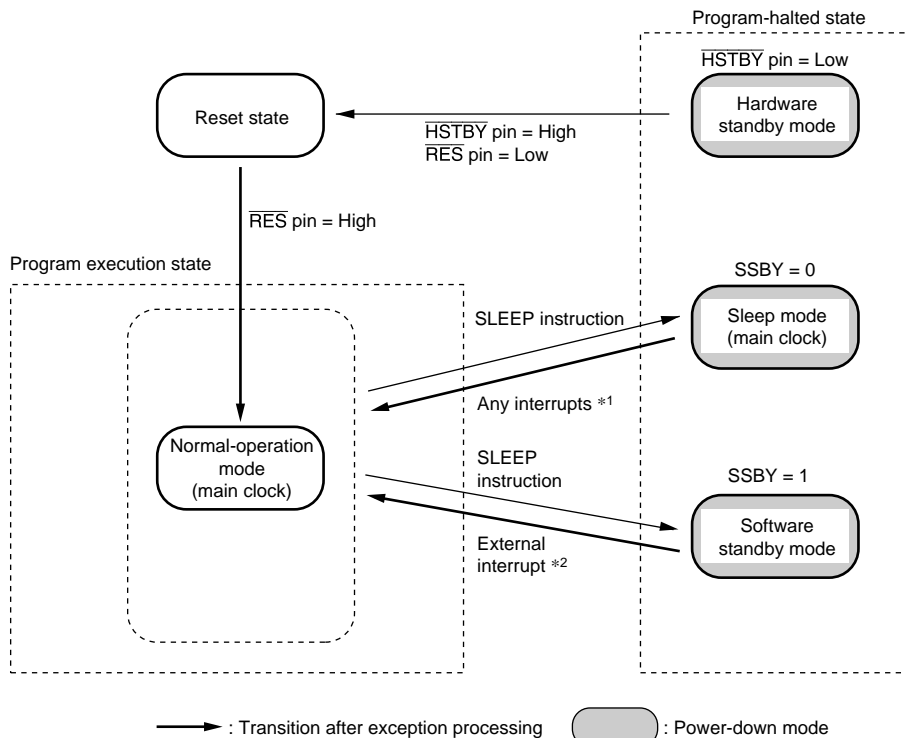 Program-halted state
HSTBY pin = Low
Hardware
standby mode
Reset state
HSTBY pin = High
RES pin = Low
RES pin = High
Program execution state
SSBY = 0
Sleep mode
(main clock)
SLEEP instruction
Any interrupts *1
Normal-operation
mode
(main clock)
SLEEP
instruction
SSBY = 1
Software
standby mode
External
interrupt *2
: Transition after exception processing
: Power-down mode